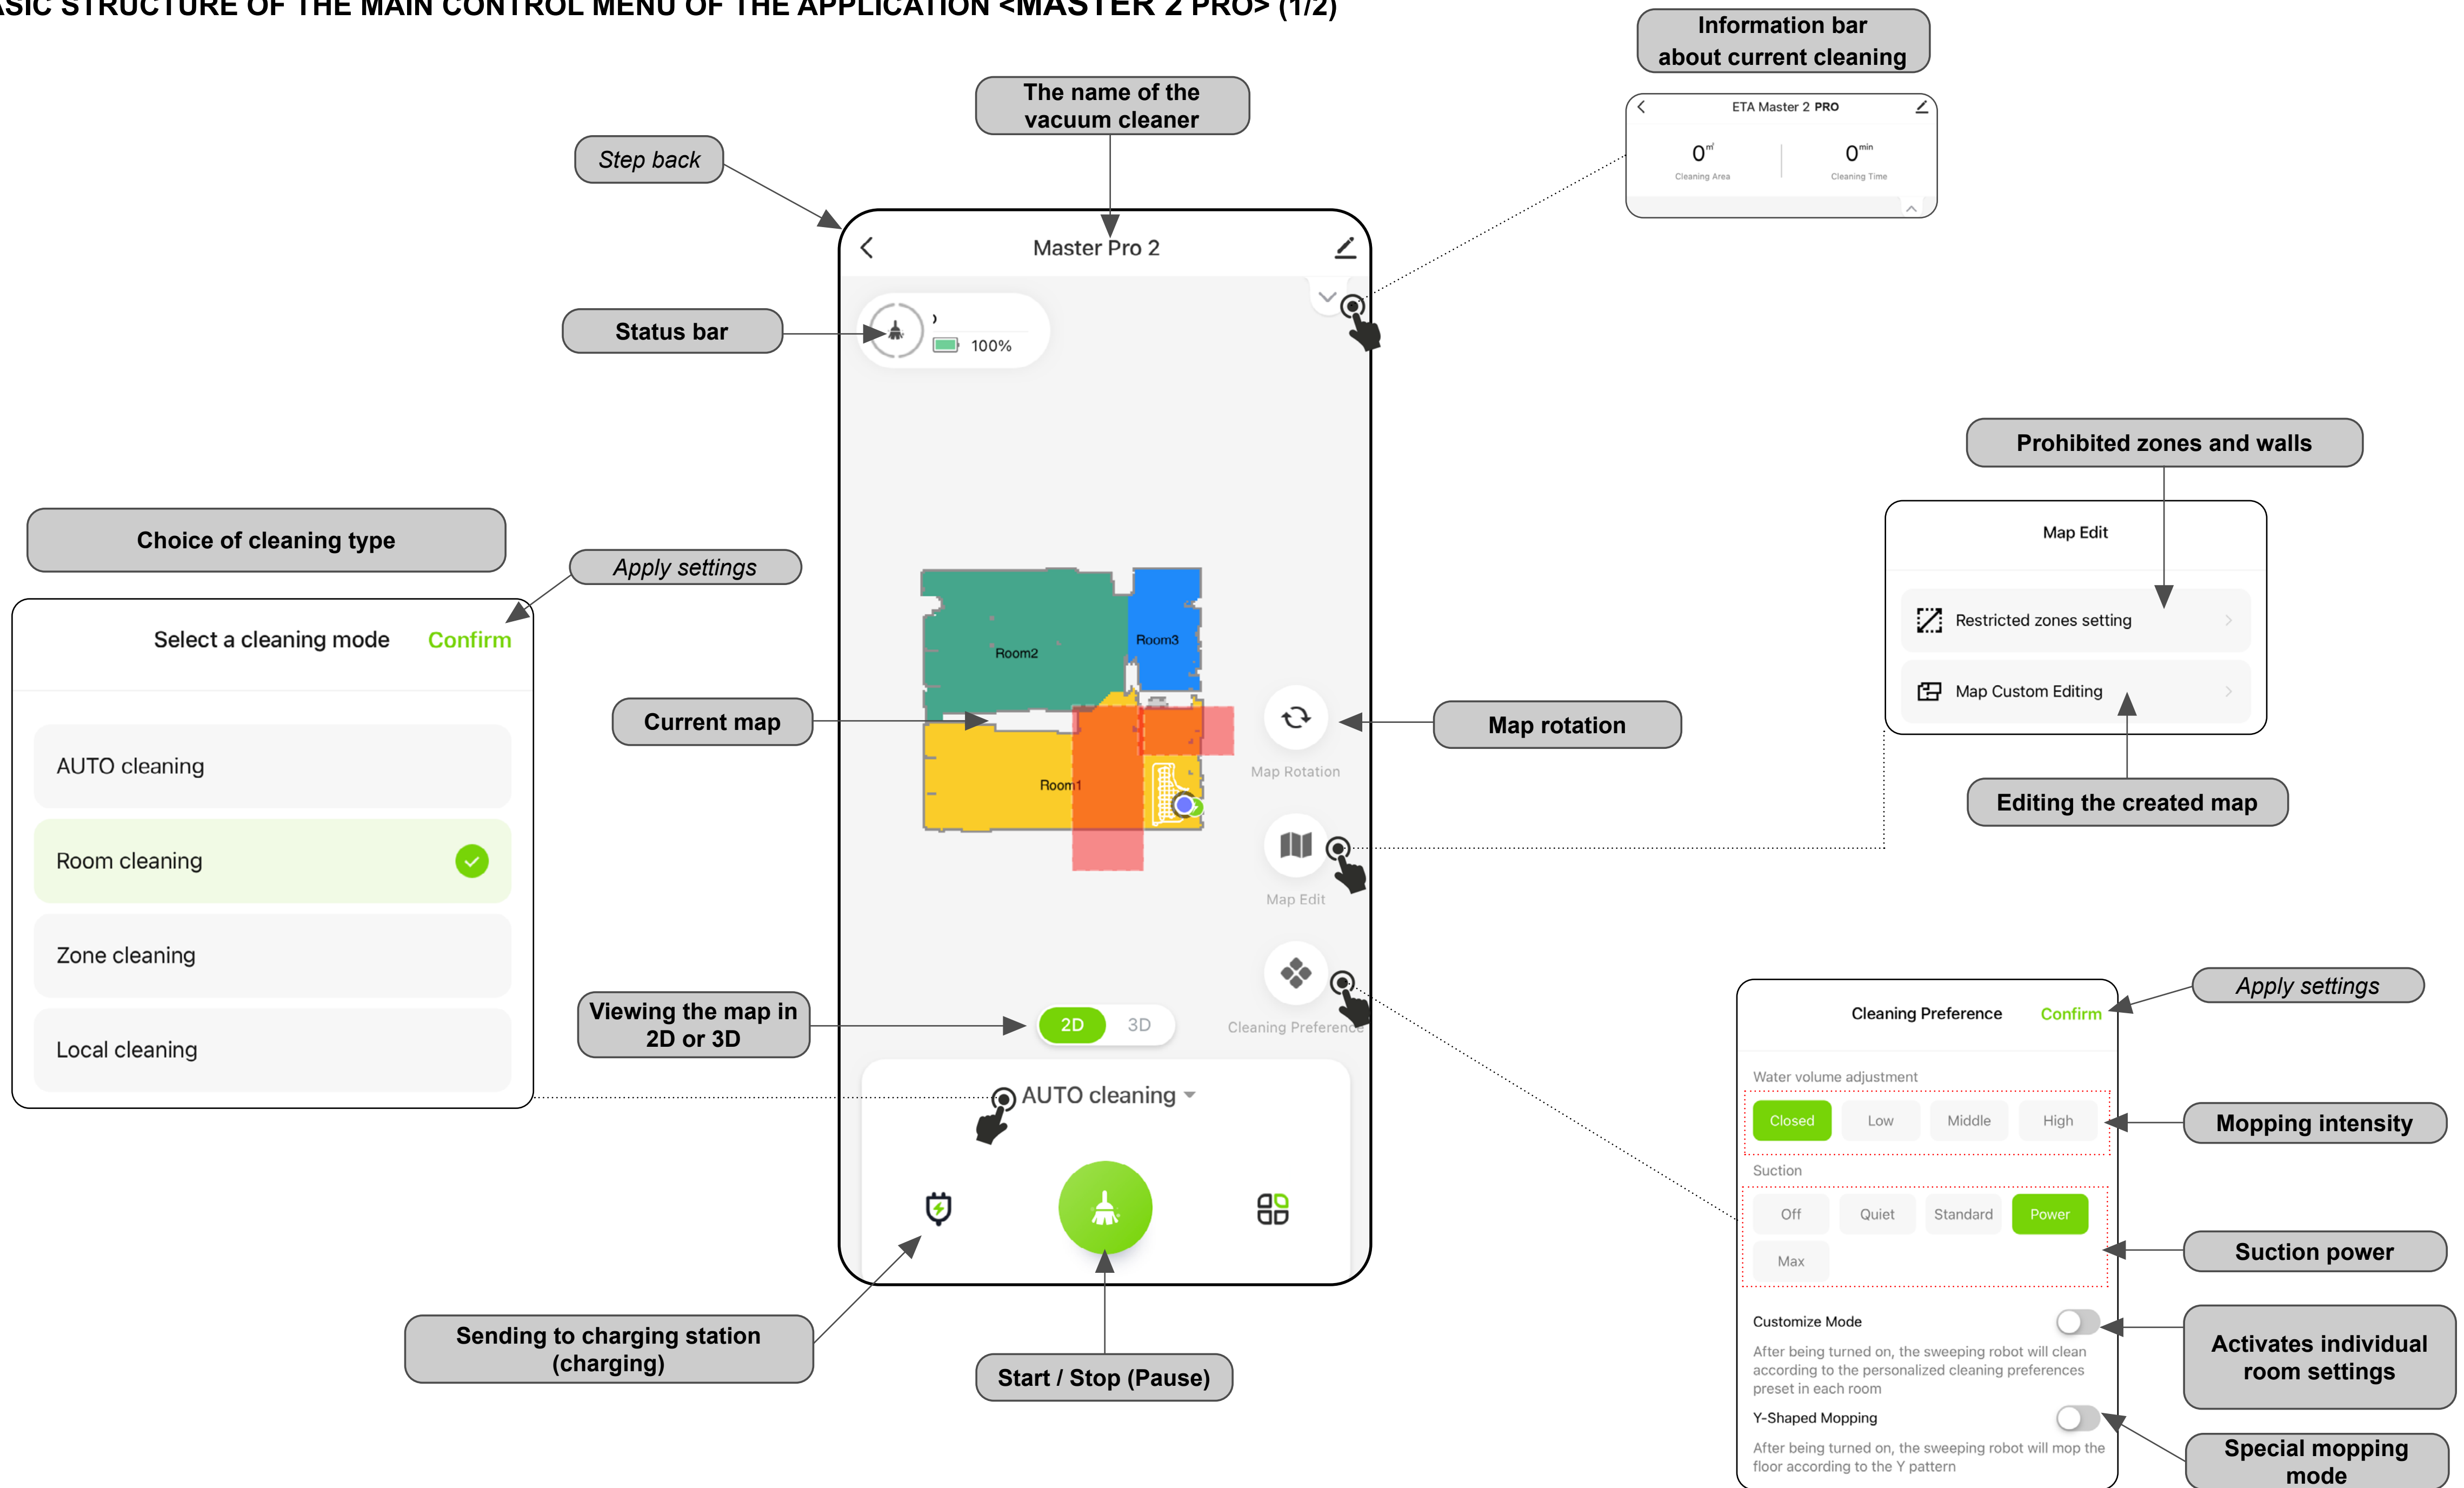 ASIC STRUCTURE OF THE MAIN CONTROL MENU OF THE APPLICATION <MASTER 2 PRO> (1/2)
Information bar
about current cleaning
ETA Master 2 PRO
0 m²
0 min
Cleaning Area
Cleaning Time
The name of the
vacuum cleaner
Step back
Master Pro 2
Status bar
100%
Prohibited zones and walls
Map Edit
Restricted zones setting
Map Custom Editing
Editing the created map
Choice of cleaning type
Apply settings
Select a cleaning mode
Confirm
AUTO cleaning
Room cleaning
Zone cleaning
Local cleaning
Room2
Room3
Room1
Current map
Map rotation
Map Rotation
Map Edit
Cleaning Preference
Viewing the map in
2D or 3D
2D
3D
AUTO cleaning
Sending to charging station
(charging)
Start / Stop (Pause)
Apply settings
Cleaning Preference
Confirm
Water volume adjustment
Closed
Low
Middle
High
Mopping intensity
Suction
Off
Quiet
Standard
Power
Max
Suction power
Customize Mode
After being turned on, the sweeping robot will clean
according to the personalized cleaning preferences
preset in each room
Activates individual
room settings
Y-Shaped Mopping
After being turned on, the sweeping robot will mop the
floor according to the Y pattern
Special mopping
mode